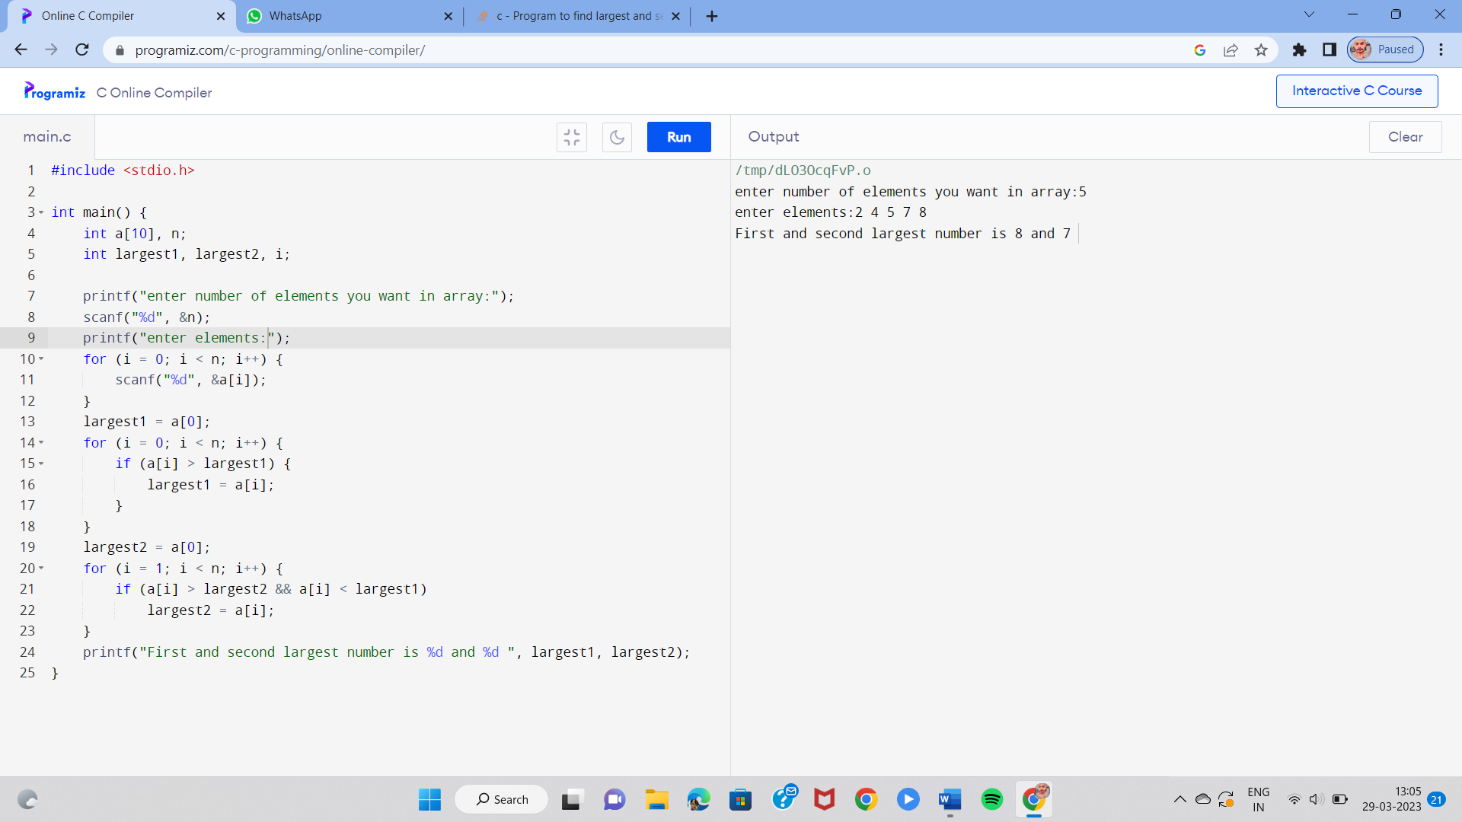 Online C Compiler
WhatsApp
c - Program to find largest and se
programiz.com/c-programming/online-compiler/
Paused
Programiz C Online Compiler
Interactive C Course
main.c
Run
Output
Clear
1 #include <stdio.h>
2
3 int main() {
4 int a[10], n;
5 int largest1, largest2, i;
6
7 printf("enter number of elements you want in array:");
8 scanf("%d", &n);
9 printf("enter elements:");
10 for (i = 0; i < n; i++) {
11 scanf("%d", &a[i]);
12 }
13 largest1 = a[0];
14 for (i = 0; i < n; i++) {
15 if (a[i] > largest1) {
16 largest1 = a[i];
17 }
18 }
19 largest2 = a[0];
20 for (i = 1; i < n; i++) {
21 if (a[i] > largest2 && a[i] < largest1)
22 largest2 = a[i];
23 }
24 printf("First and second largest number is %d and %d ", largest1, largest2);
25 }
/tmp/dLO3OcqFvP.o
enter number of elements you want in array:5
enter elements:2 4 5 7 8
First and second largest number is 8 and 7
Search
ENG
IN
13:05
29-03-2023
21